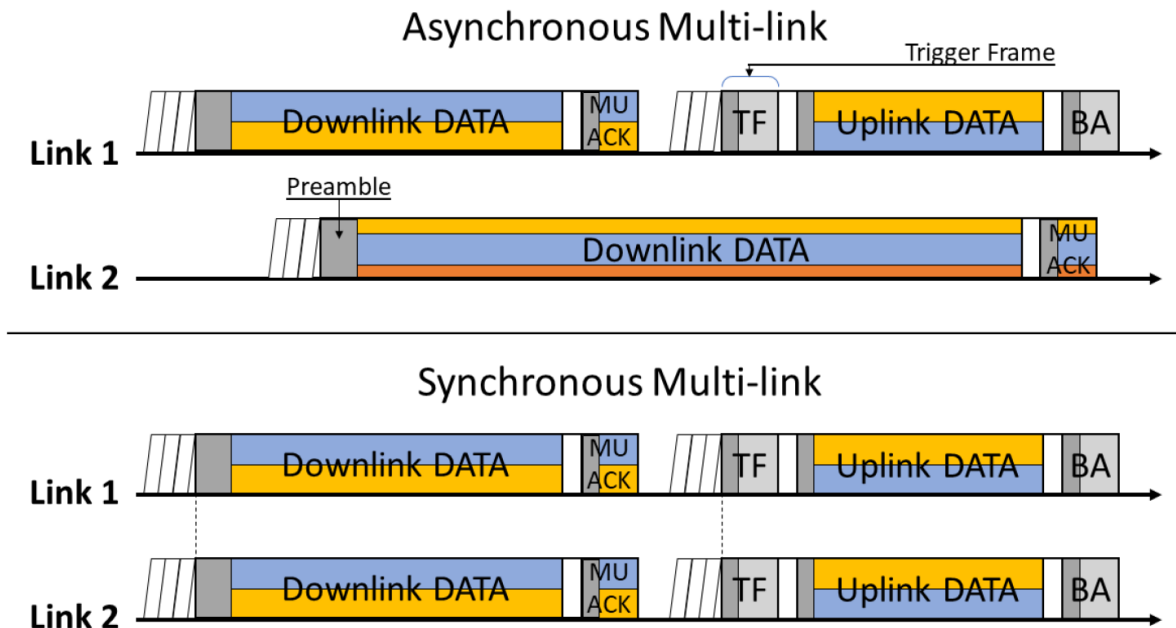 Asynchronous Multi-link
Trigger Frame
Link 1
Downlink DATA
MU
ACK
TF
Uplink DATA
BA
Preamble
Link 2
Downlink DATA
MU
ACK
Synchronous Multi-link
Link 1
Downlink DATA
MU
ACK
TF
Uplink DATA
BA
Link 2
Downlink DATA
MU
ACK
TF
Uplink DATA
BA